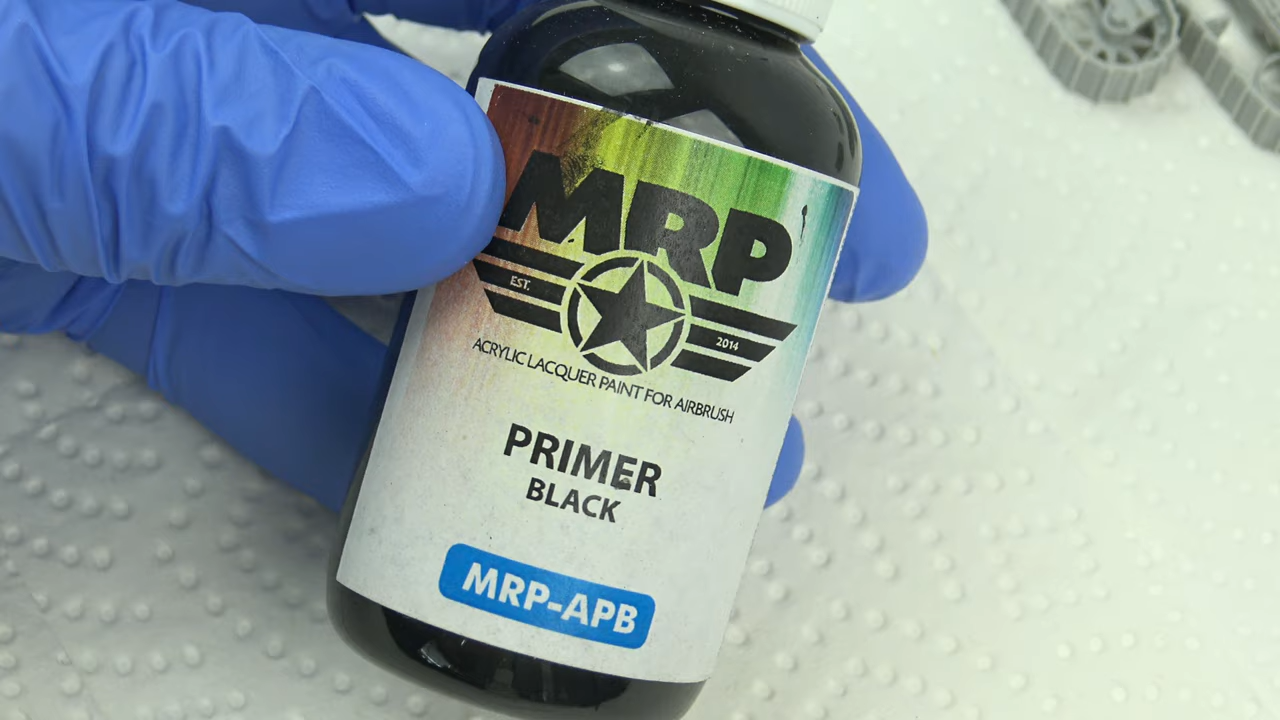 MRP
EST.
2014
ACRYLIC LACQUER PAINT FOR AIRBRUSH
PRIMER
BLACK
MRP-APB